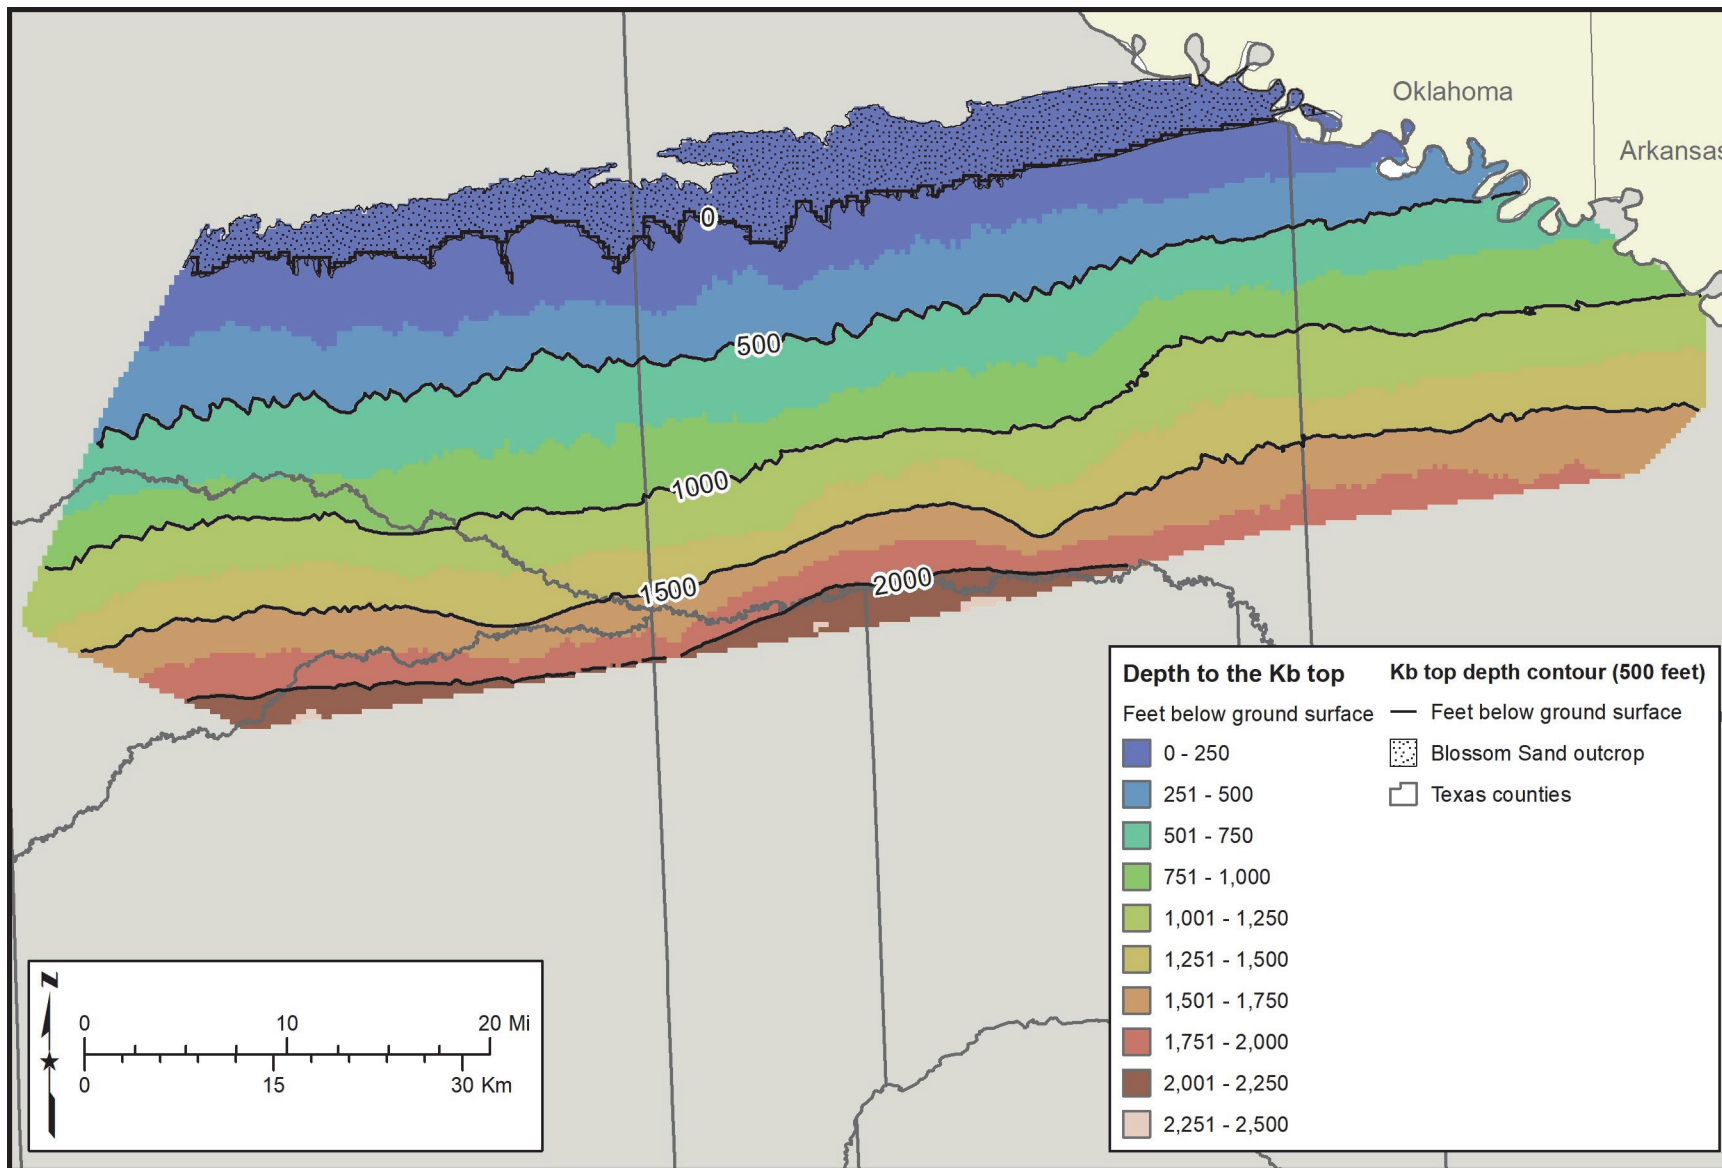 Oklahoma
Arkansas
0
500
1000
1500
2000
Depth to the Kb top
Feet below ground surface
0 - 250
251 - 500
501 - 750
751 - 1,000
1,001 - 1,250
1,251 - 1,500
1,501 - 1,750
1,751 - 2,000
2,001 - 2,250
2,251 - 2,500
Kb top depth contour (500 feet)
Feet below ground surface
Blossom Sand outcrop
Texas counties
N
0 10 20 Mi
0 15 30 Km